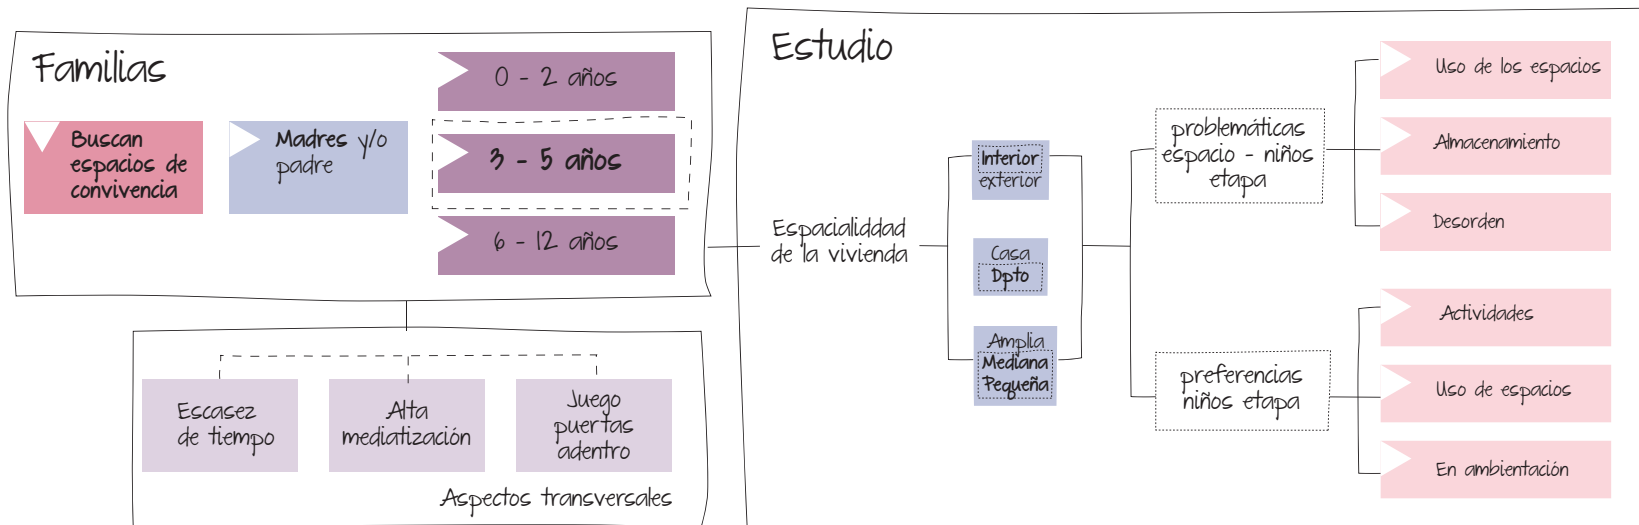 Familias
Buscan
espacios de
convivencia
Madres y/o
padre
0 - 2 años
3 - 5 años
6 - 12 años
Escasez
de tiempo
Alta
mediatización
Juego
puertas
adentro
Aspectos transversales
Estudio
Espacialiddad
de la vivienda
Interior
exterior
Casa
Dpto
Amplia
Mediana
Pequeña
problemáticas
espacio - niños
etapa
preferencias
niños etapa
Uso de los espacios
Almacenamiento
Desorden
Actividades
Uso de espacios
En ambientación